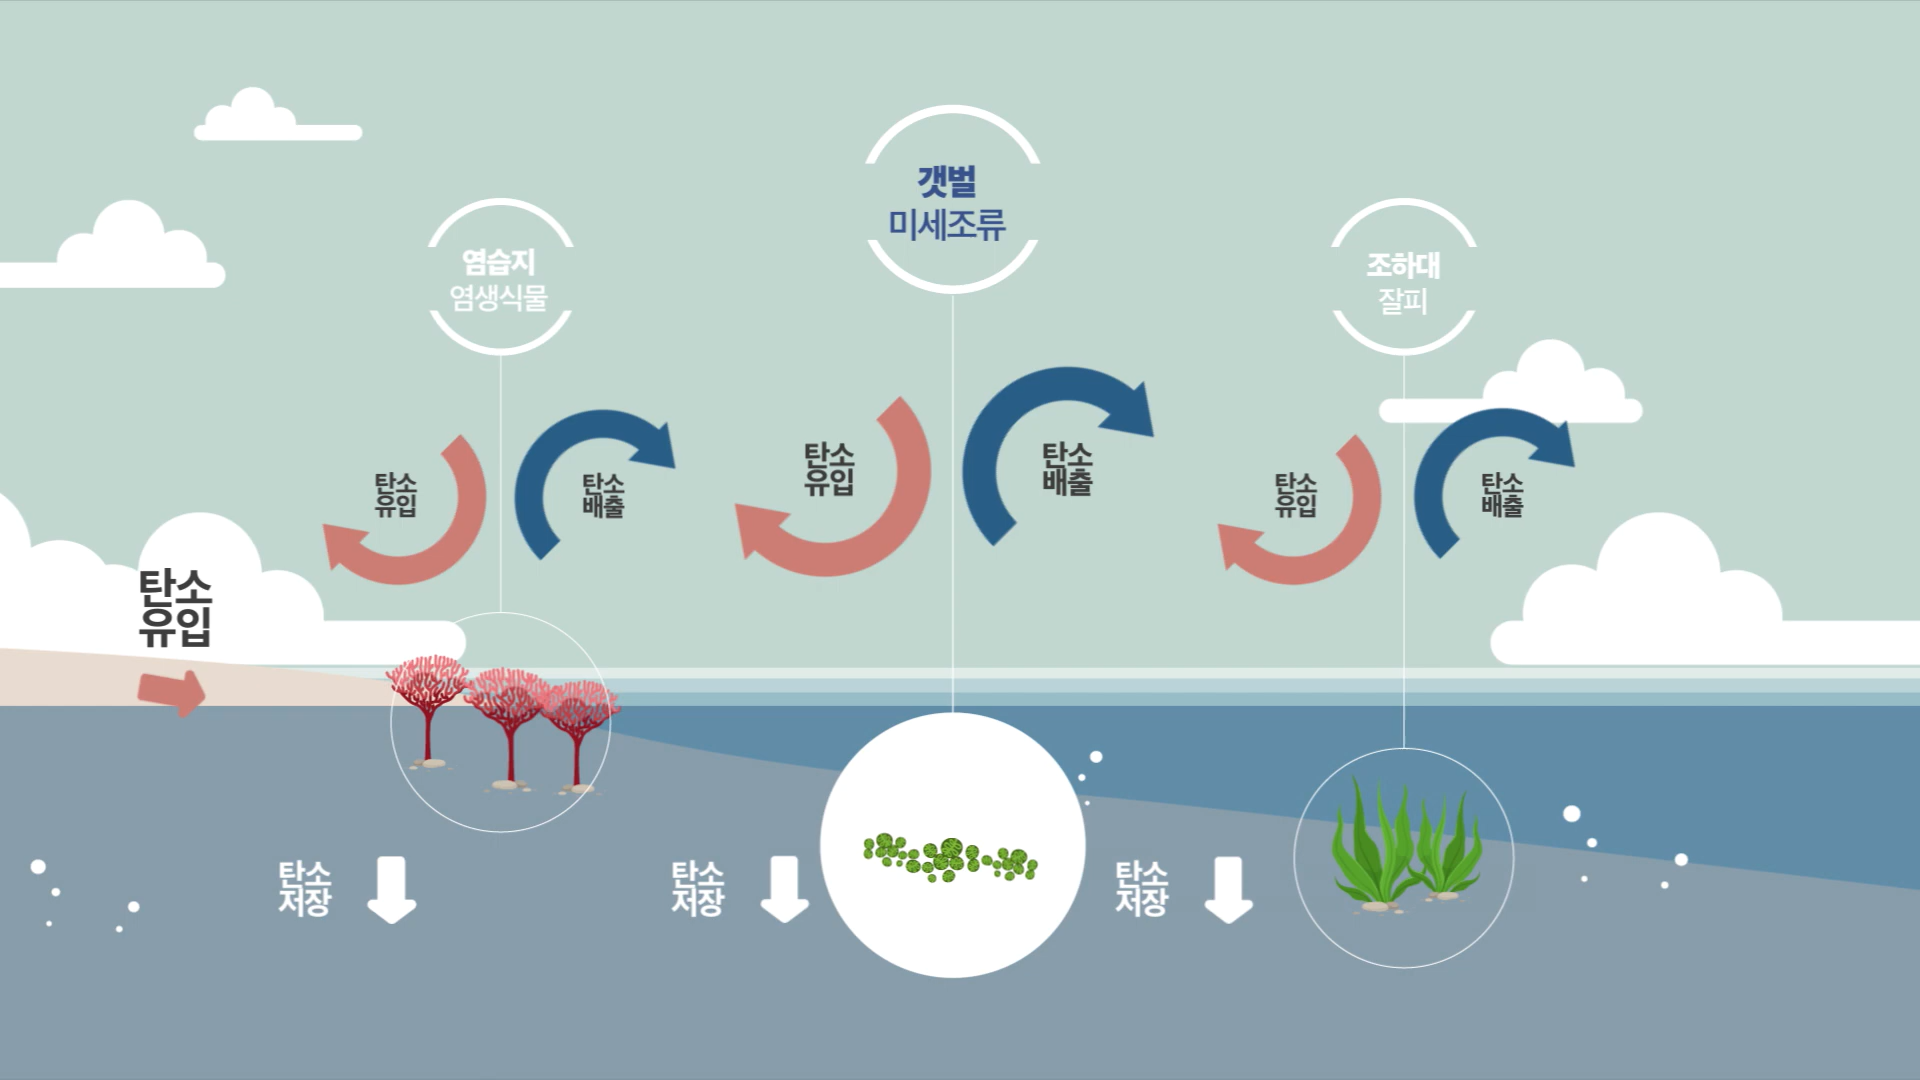 갯벌
미세조류
염습지
염생식물
조하대
잘피
탄소
유입
탄소
배출
탄소
유입
탄소
배출
탄소
유입
탄소
배출
탄소
유입
탄소
저장
탄소
저장
탄소
저장